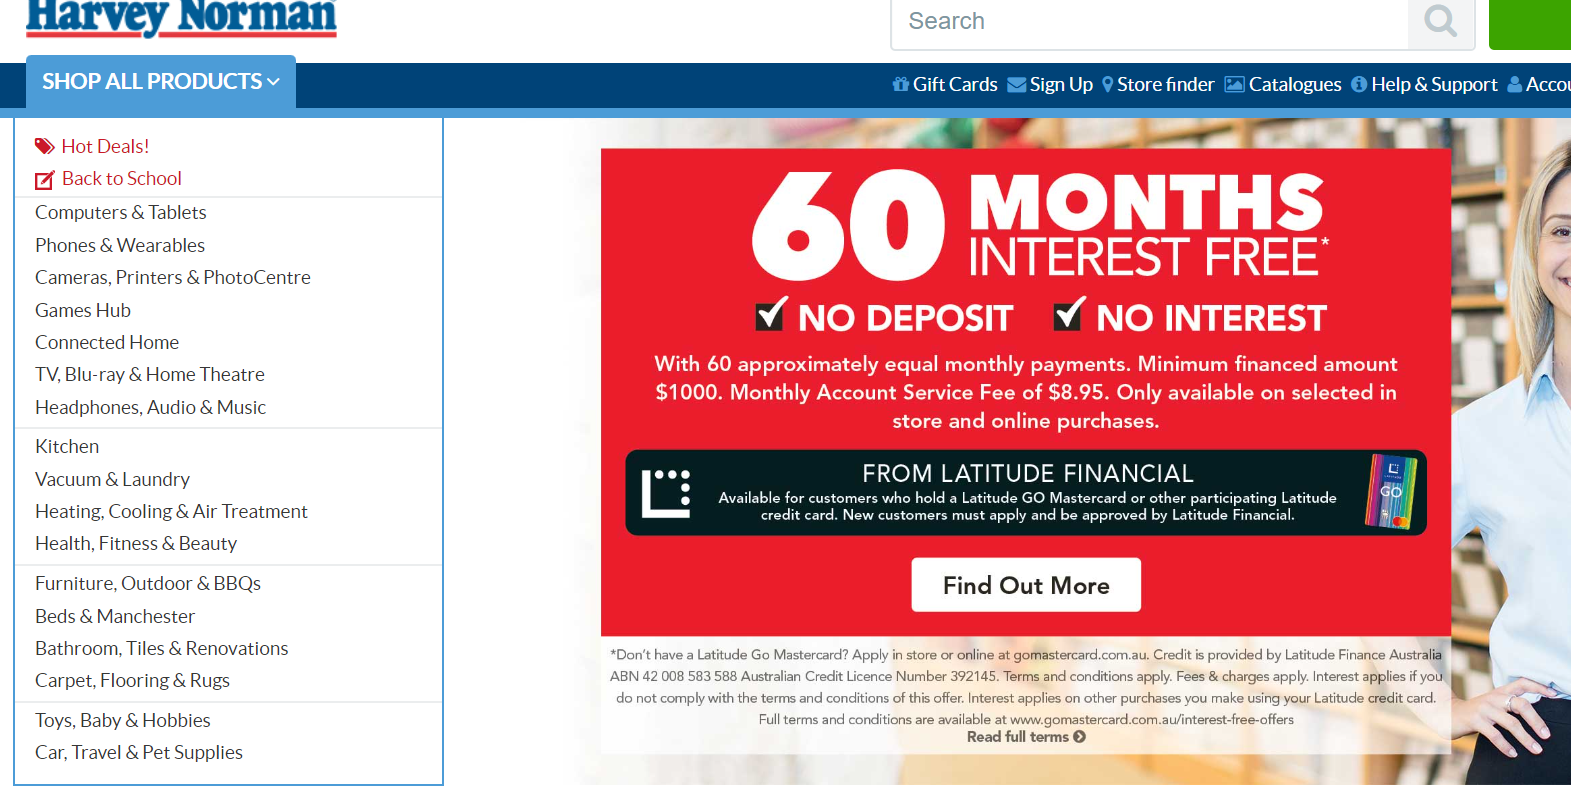 Harvey Norman
Search
SHOP ALL PRODUCTS
Gift Cards Sign Up Store finder Catalogues Help & Support
Hot Deals!
Back to School
Computers & Tablets
Phones & Wearables
Cameras, Printers & PhotoCentre
Games Hub
Connected Home
TV, Blu-ray & Home Theatre
Headphones, Audio & Music
Kitchen
Vacuum & Laundry
Heating, Cooling & Air Treatment
Health, Fitness & Beauty
Furniture, Outdoor & BBQs
Beds & Manchester
Bathroom, Tiles & Renovations
Carpet, Flooring & Rugs
Toys, Baby & Hobbies
Car, Travel & Pet Supplies
60 MONTHS
INTEREST FREE*
NO DEPOSIT NO INTEREST
With 60 approximately equal monthly payments. Minimum financed amount
$1000. Monthly Account Service Fee of $8.95. Only available on selected in
store and online purchases.
FROM LATITUDE FINANCIAL
Available for customers who hold a Latitude GO Mastercard or other participating Latitude
credit card. New customers must apply and be approved by Latitude Financial.
GO
Find Out More
*Don't have a Latitude Go Mastercard? Apply in store or online at gomastercard.com.au. Credit is provided by Latitude Finance Australia
ABN 42 008 583 588 Australian Credit Licence Number 392145. Terms and conditions apply. Fees & charges apply. Interest applies if you
do not comply with the terms and conditions of this offer. Interest applies on other purchases you make using your Latitude credit card.
Full terms and conditions are available at www.gomastercard.com.au/interest-free-offers
Read full terms